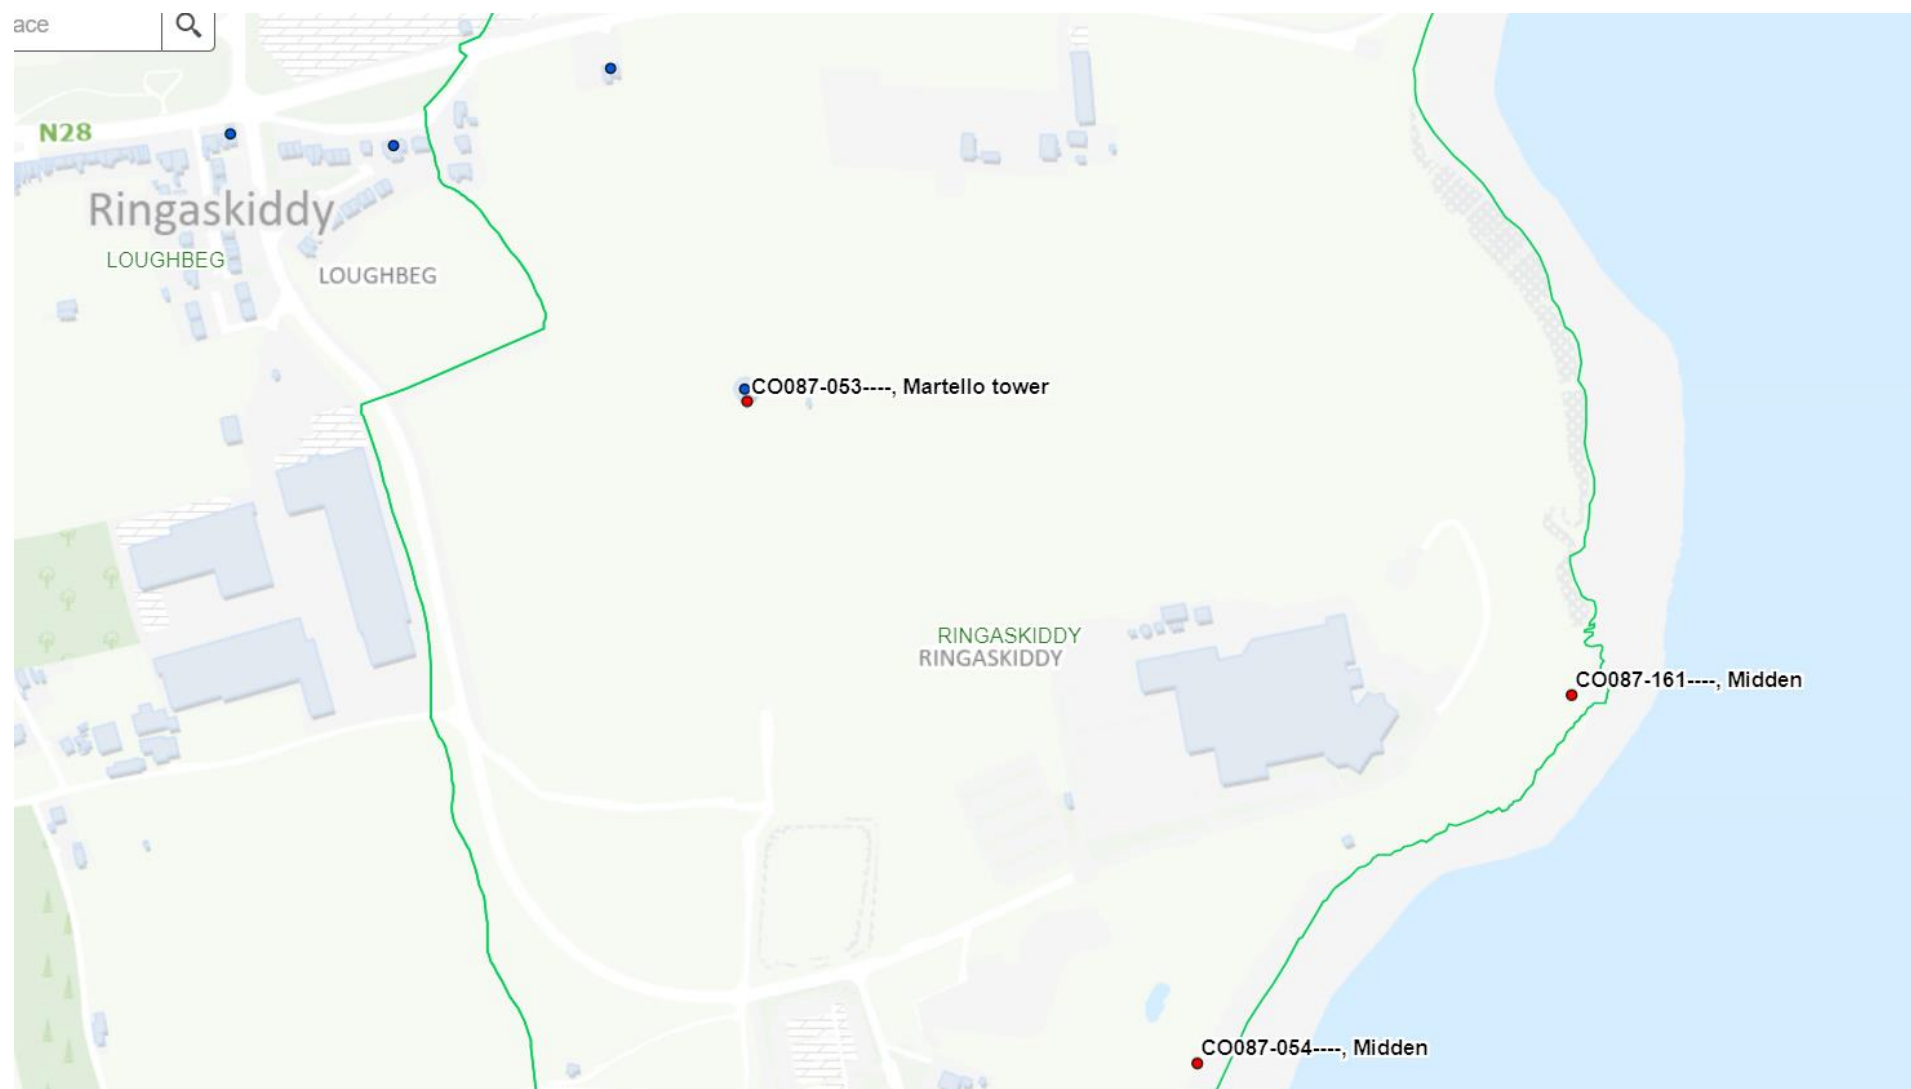 ace
N28
Ringaskiddy
LOUGHBEG
LOUGHBEG
CO087-053----, Martello tower
RINGASKIDDY
RINGASKIDDY
CO087-161----, Midden
CO087-054----, Midden